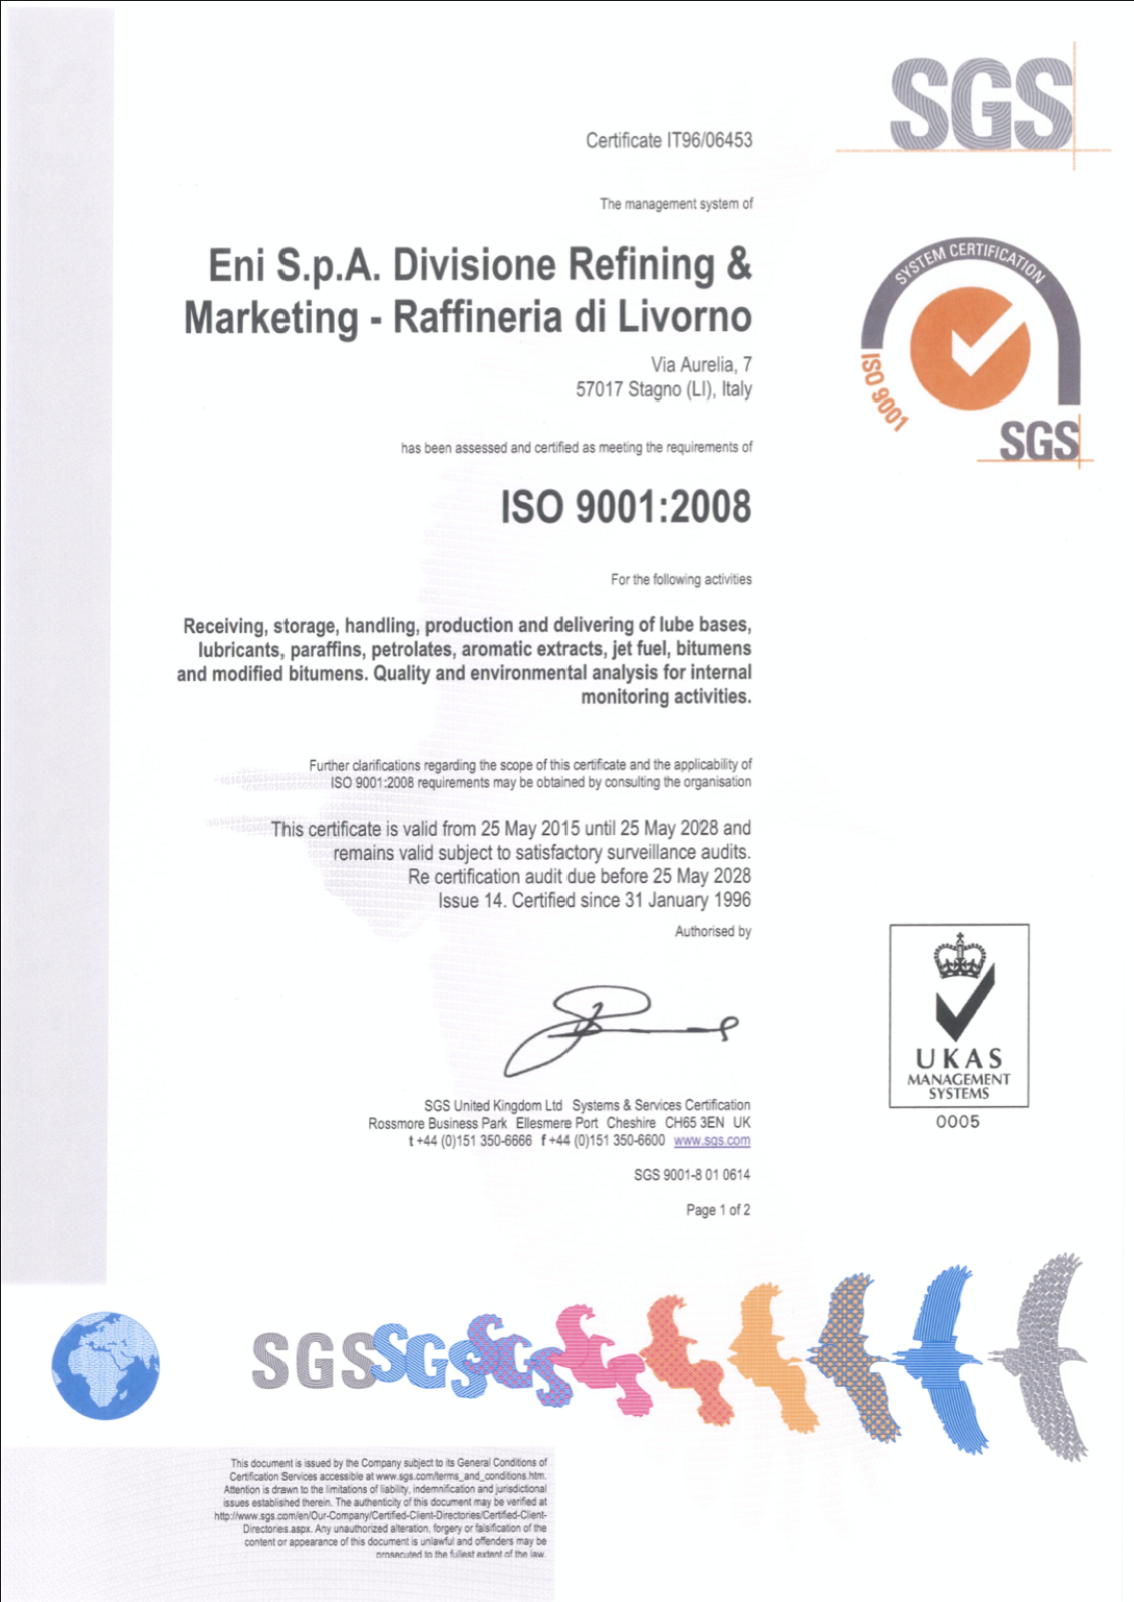 SGS
Certificate IT96/06453
The management system of
Eni S.p.A. Divisione Refining &
Marketing - Raffineria di Livorno
Via Aurelia, 7
57017 Stagno (LI), Italy
SYSTEM CERTIFICATION
ISO 9001
SGS
has been assessed and certified as meeting the requirements of
ISO 9001:2008
For the following activities
Receiving, storage, handling, production and delivering of lube bases,
lubricants, paraffins, petrolates, aromatic extracts, jet fuel, bitumens
and modified bitumens. Quality and environmental analysis for internal
monitoring activities.
Further clarifications regarding the scope of this certificate and the applicability of
ISO 9001:2008 requirements may be obtained by consulting the organisation
This certificate is valid from 25 May 2015 until 25 May 2028 and
remains valid subject to satisfactory surveillance audits.
Re certification audit due before 25 May 2028
Issue 14. Certified since 31 January 1996
Authorised by
UKAS
MANAGEMENT
SYSTEMS
0005
SGS United Kingdom Ltd Systems & Services Certification
Rossmore Business Park Ellesmere Port Cheshire CH65 3EN UK
t +44 (0)151 350-6666 f +44 (0)151 350-6600 www.sgs.com
SGS 9001-8 01 0614
Page 1 of 2
SGS SGS SGS
This document is issued by the Company subject to its General Conditions of
Certification Services accessible at www.sgs.com/terms_and_conditions.htm.
Attention is drawn to the limitations of liability, indemnification and jurisdictional
issues established therein. The authenticity of this document may be verified at
http://www.sgs.com/en/Our-Company/Certified-Client-Directories/Certified-Client-
Directories.aspx. Any unauthorized alteration, forgery or falsification of the
content or appearance of this document is unlawful and offenders may be
prosecuted to the fullest extent of the law.